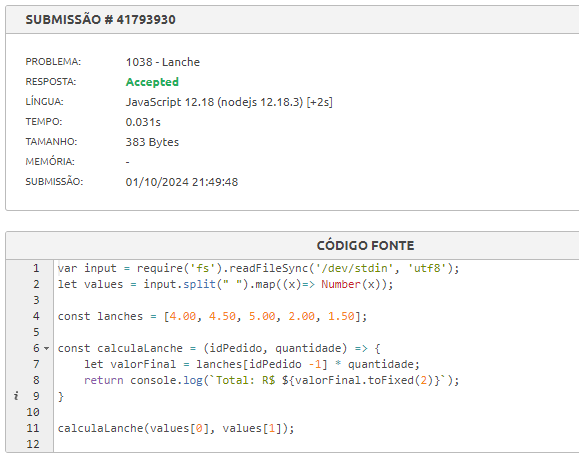 SUBMISSÃO # 41793930
PROBLEMA: 1038 - Lanche
RESPOSTA: Accepted
LÍNGUA: JavaScript 12.18 (nodejs 12.18.3) [+2s]
TEMPO: 0.031s
TAMANHO: 383 Bytes
MEMÓRIA: -
SUBMISSÃO: 01/10/2024 21:49:48
CÓDIGO FONTE
1 var input = require('fs').readFileSync('/dev/stdin', 'utf8');
2 let values = input.split(" ").map((x)=> Number(x));
3
4 const lanches = [4.00, 4.50, 5.00, 2.00, 1.50];
5
6 const calculaLanche = (idPedido, quantidade) => {
7     let valorFinal = lanches[idPedido -1] * quantidade;
8     return console.log(`Total: R$ ${valorFinal.toFixed(2)}`);
i 9 }
10
11 calculaLanche(values[0], values[1]);
12